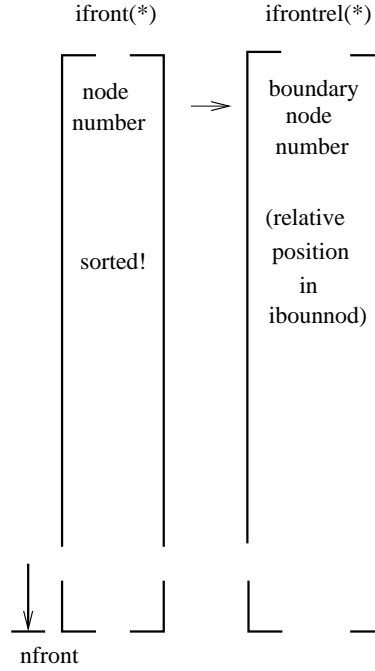 ifront(*)
ifrontrel(*)
node
number
sorted!
boundary
node
number
(relative
position
in
ibounnod)
nfront